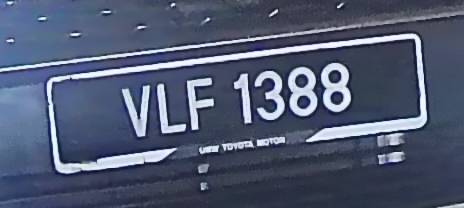 VLF 1388
UMW TOYOTA MOTOR